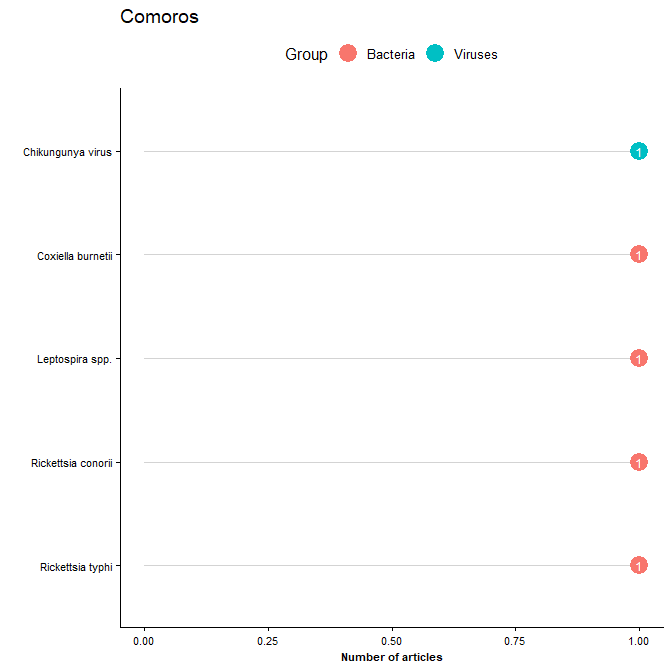 Comoros
Group Bacteria Viruses
Chikungunya virus 1
Coxiella burnetii 1
Leptospira spp. 1
Rickettsia conorii 1
Rickettsia typhi 1
0.00 0.25 0.50 0.75 1.00
Number of articles